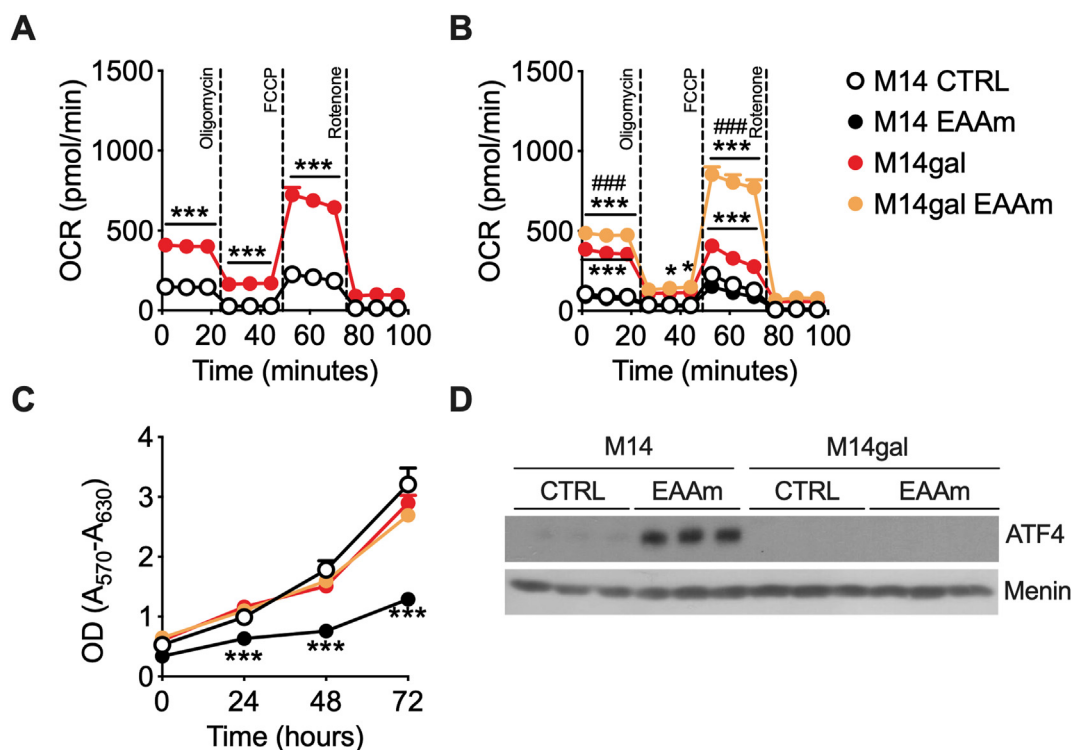 A
1500
1000
500
0
OCR (pmol/min)
Oligomycin
FCCP
Rotenone
***
***
***
0 20 40 60 80 100
Time (minutes)
B
1500
1000
500
0
OCR (pmol/min)
Oligomycin
FCCP
Rotenone
###
***
***
* *
###
***
***
0 20 40 60 80 100
Time (minutes)
M14 CTRL
M14 EAAm
M14gal
M14gal EAAm
C
4
3
2
1
0
OD (A570-A630)
***
***
***
0 24 48 72
Time (hours)
D
M14 M14gal
CTRL EAAm CTRL EAAm
ATF4
Menin